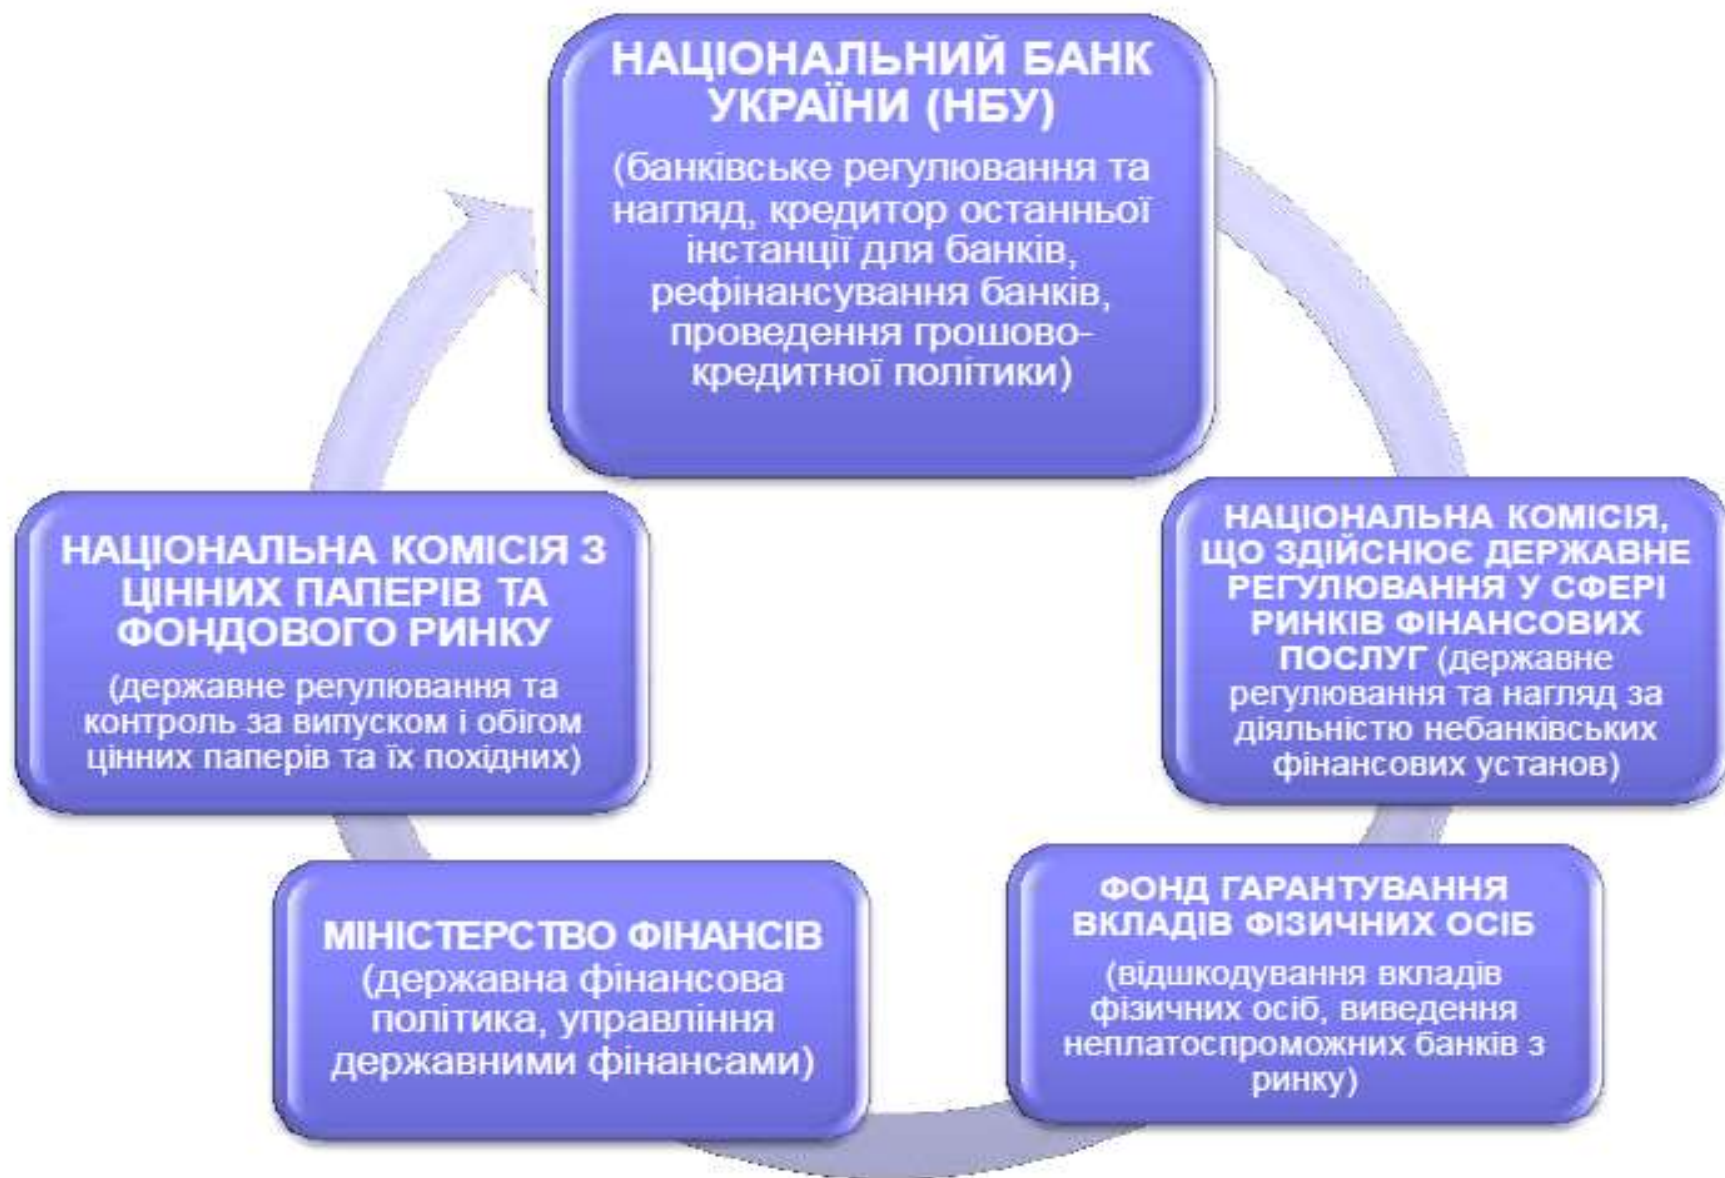 НАЦІОНАЛЬНИЙ БАНК
УКРАЇНИ (НБУ)
(банківське регулювання та
нагляд, кредитор останньої
інстанції для банків,
рефінансування банків,
проведення грошово-
кредитної політики)
НАЦІОНАЛЬНА КОМІСІЯ,
ЩО ЗДІЙСНЮЄ ДЕРЖАВНЕ
РЕГУЛЮВАННЯ У СФЕРІ
РИНКІВ ФІНАНСОВИХ
ПОСЛУГ (державне
регулювання та нагляд за
діяльністю небанківських
фінансових установ)
ФОНД ГАРАНТУВАННЯ
ВКЛАДІВ ФІЗИЧНИХ ОСІБ
(відшкодування вкладів
фізичних осіб, виведення
неплатоспроможних банків з
ринку)
МІНІСТЕРСТВО ФІНАНСІВ
(державна фінансова
політика, управління
державними фінансами)
НАЦІОНАЛЬНА КОМІСІЯ З
ЦІННИХ ПАПЕРІВ ТА
ФОНДОВОГО РИНКУ
(державне регулювання та
контроль за випуском і обігом
цінних паперів та їх похідних)